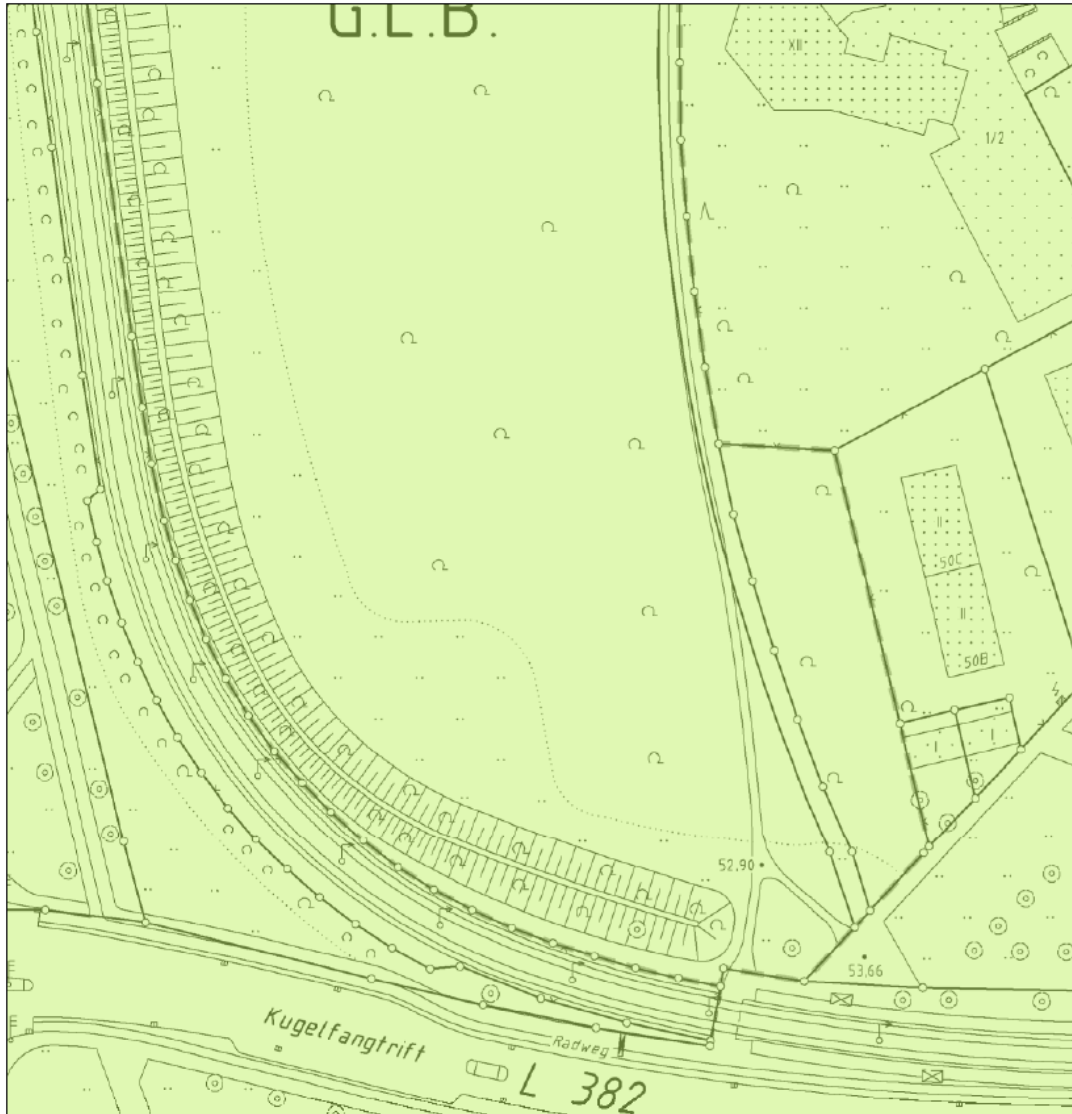 G.L.B.
XII
1/2
II
50C
II
50B
I
I
52,90
53,66
Kugelfangtrift
Radweg
L 382